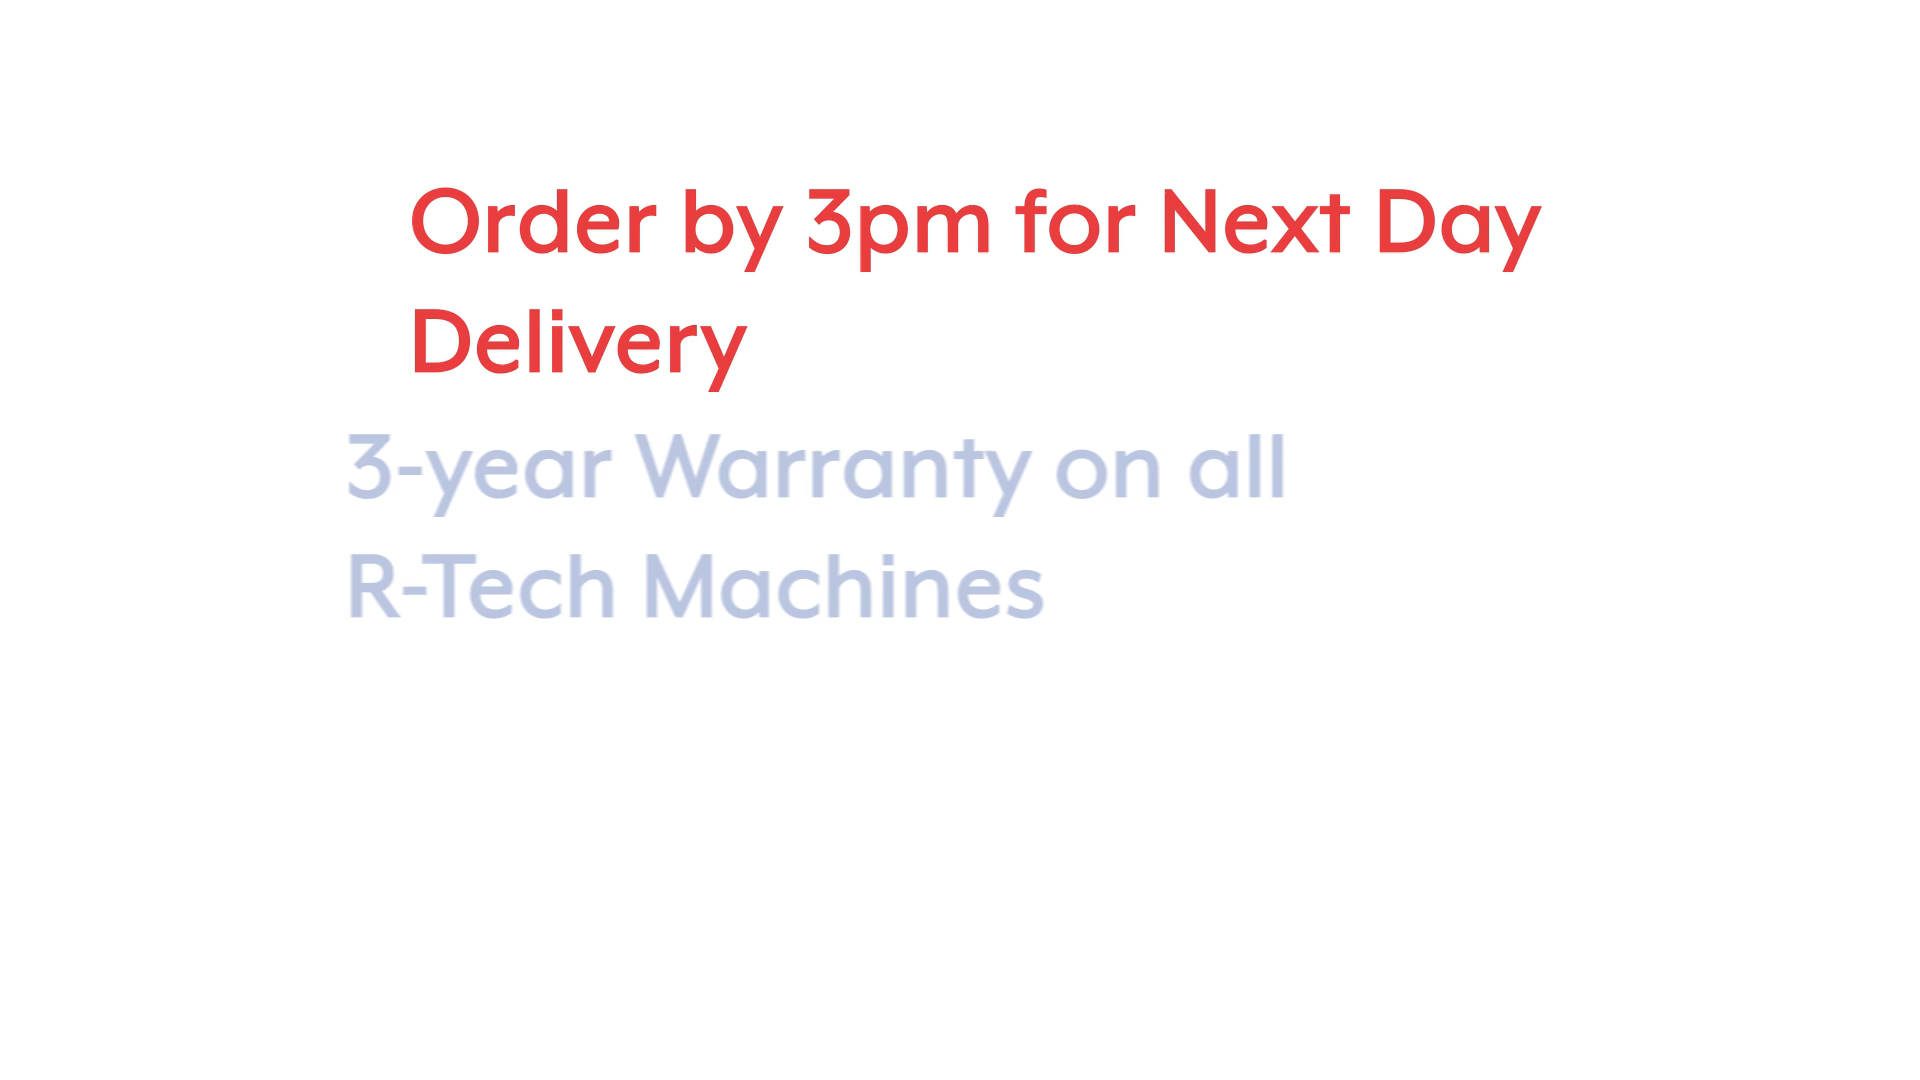 Order by 3pm for Next Day
Delivery
3-year Warranty on all
R-Tech Machines